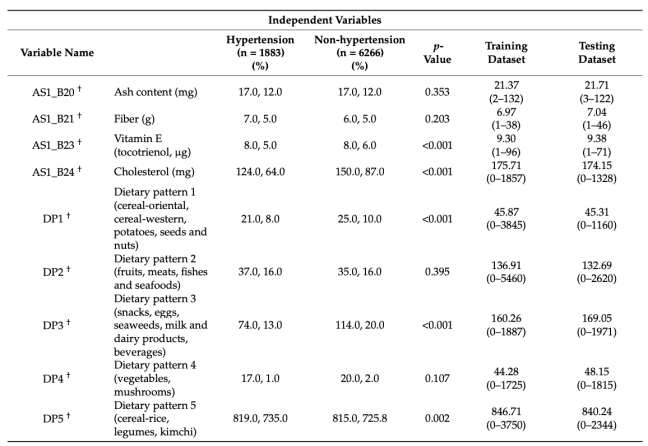 Independent Variables
Variable Name Hypertension (n = 1883) (%) Non-hypertension (n = 6266) (%) p-Value Training Dataset Testing Dataset
AS1_B20 † Ash content (mg) 17.0, 12.0 17.0, 12.0 0.353 21.37 (2–132) 21.71 (3–122)
AS1_B21 † Fiber (g) 7.0, 5.0 6.0, 5.0 0.203 6.97 (1–38) 7.04 (1–46)
AS1_B23 † Vitamin E (tocotrienol, μg) 8.0, 5.0 8.0, 6.0 <0.001 9.30 (1–96) 9.38 (1–71)
AS1_B24 † Cholesterol (mg) 124.0, 64.0 150.0, 87.0 <0.001 175.71 (0–1857) 174.15 (0–1328)
DP1 † Dietary pattern 1 (cereal-oriental, cereal-western, potatoes, seeds and nuts) 21.0, 8.0 25.0, 10.0 <0.001 45.87 (0–3845) 45.31 (0–1160)
DP2 † Dietary pattern 2 (fruits, meats, fishes and seafoods) 37.0, 16.0 35.0, 16.0 0.395 136.91 (0–5460) 132.69 (0–2620)
DP3 † Dietary pattern 3 (snacks, eggs, seaweeds, milk and dairy products, beverages) 74.0, 13.0 114.0, 20.0 <0.001 160.26 (0–1887) 169.05 (0–1971)
DP4 † Dietary pattern 4 (vegetables, mushrooms) 17.0, 1.0 20.0, 2.0 0.107 44.28 (0–1725) 48.15 (0–1815)
DP5 † Dietary pattern 5 (cereal-rice, legumes, kimchi) 819.0, 735.0 815.0, 725.8 0.002 846.71 (0–3750) 840.24 (0–2344)